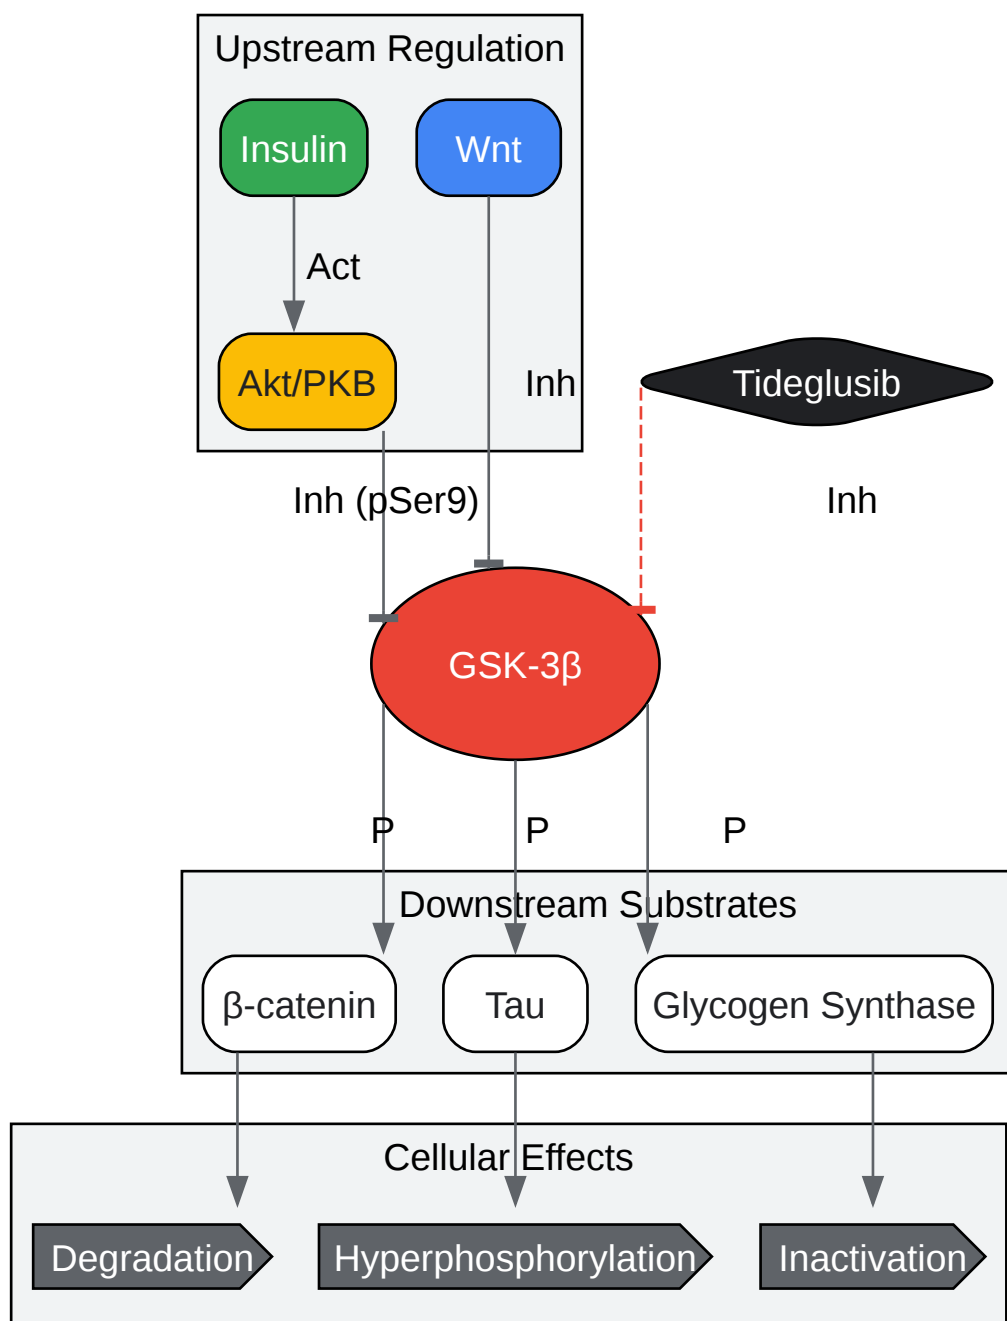 Upstream Regulation
Insulin
Wnt
Act
Akt/PKB
Inh
Tideglusib
Inh (pSer9)
Inh
GSK-3β
P
P
P
Downstream Substrates
β-catenin
Tau
Glycogen Synthase
Cellular Effects
Degradation
Hyperphosphorylation
Inactivation